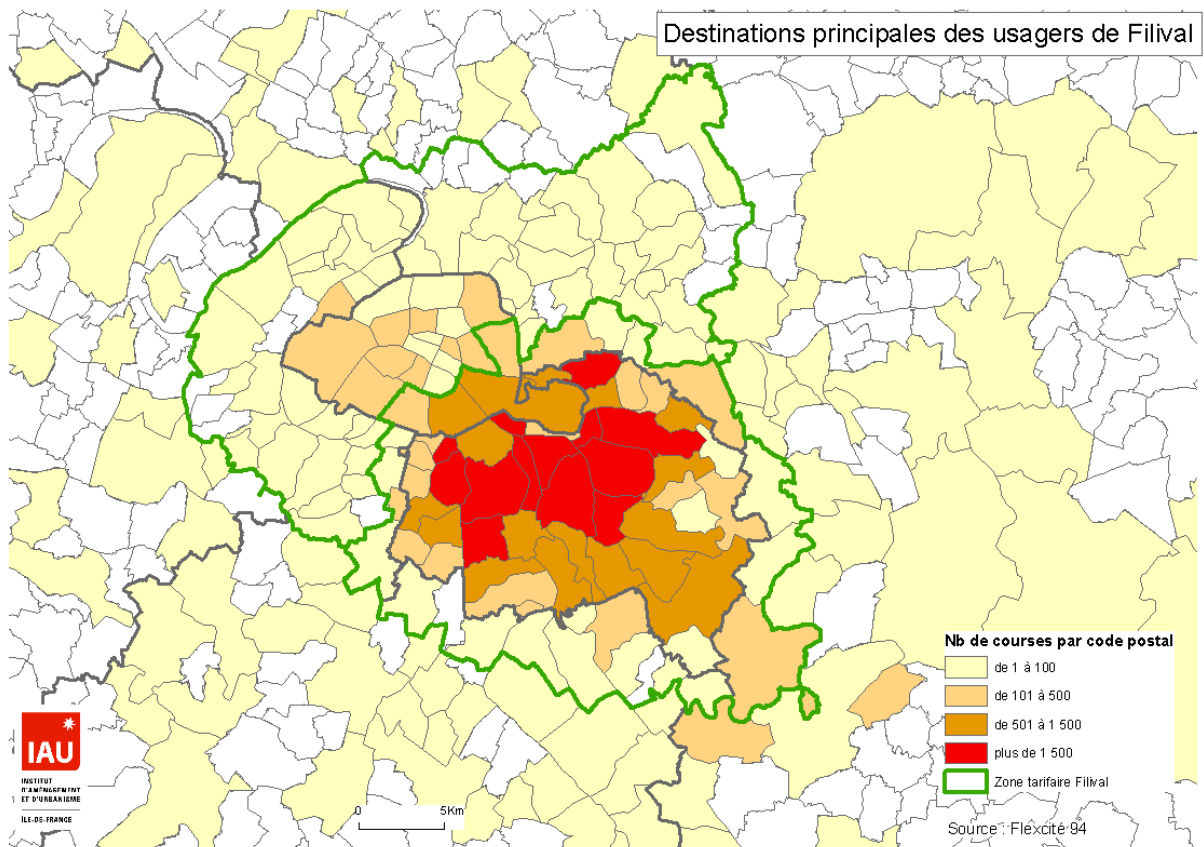 Destinations principales des usagers de Filival
Nb de courses par code postal
de 1 à 100
de 101 à 500
de 501 à 1 500
plus de 1 500
Zone tarifaire Filival
IAU
INSTITUT
D'AMÉNAGEMENT
ET D'URBANISME
ÎLE-DE-FRANCE
0 5Km
Source : Flexcité 94